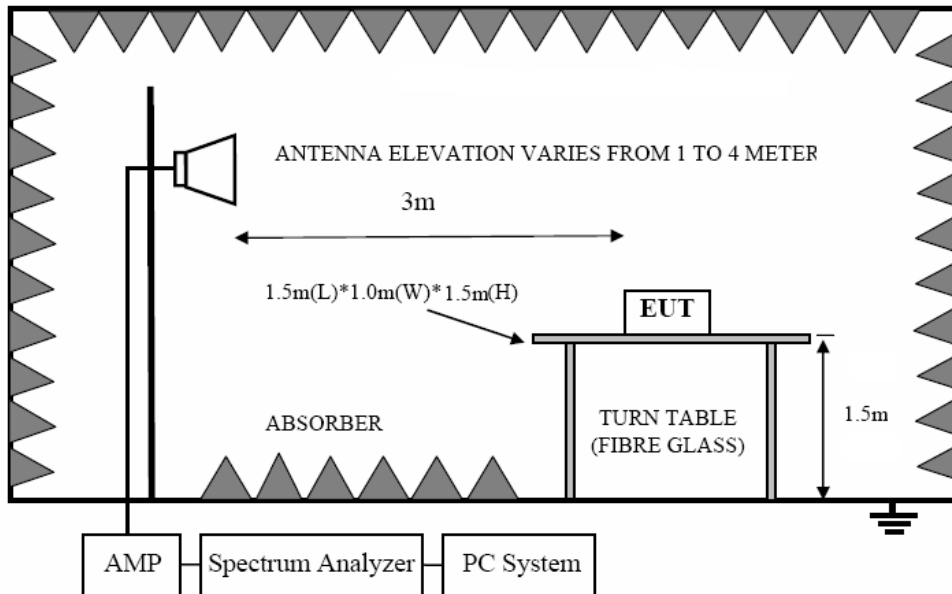 ANTENNA ELEVATION VARIES FROM 1 TO 4 METER
3m
1.5m(L)*1.0m(W)*1.5m(H)
EUT
ABSORBER
TURN TABLE
(FIBRE GLASS)
1.5m
AMP
Spectrum Analyzer
PC System